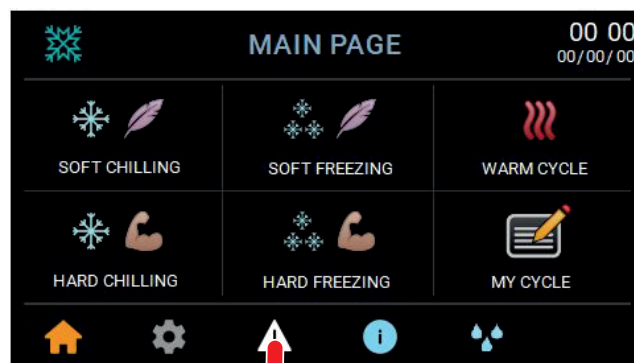 MAIN PAGE
00 00
00/00/00
SOFT CHILLING
SOFT FREEZING
WARM CYCLE
HARD CHILLING
HARD FREEZING
MY CYCLE
i